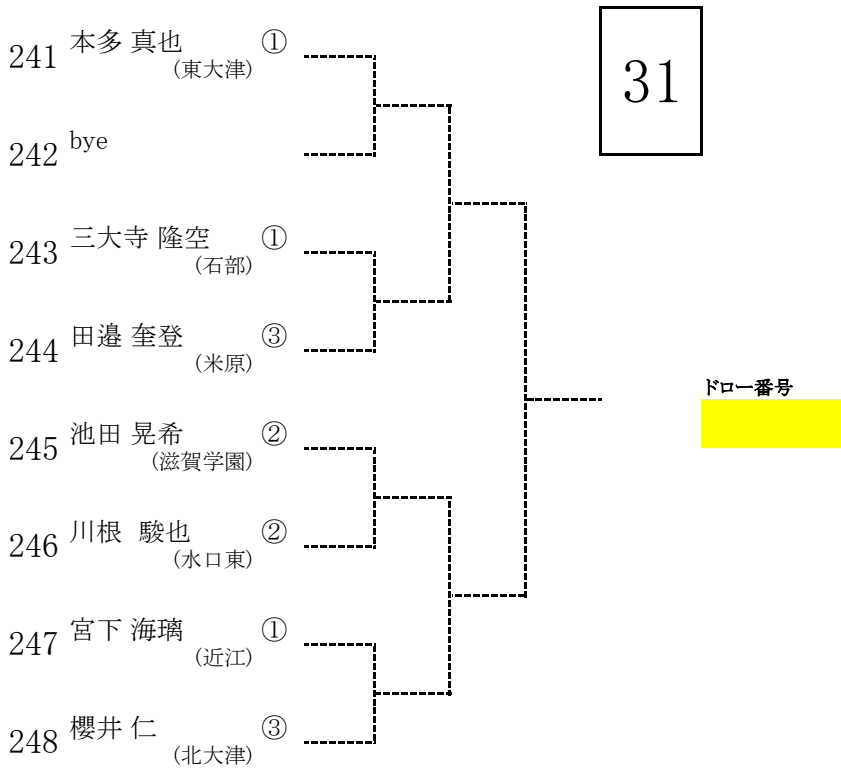 241 本多 真也 ①
(東大津)
31
242 bye
243 三大寺 隆空 ①
(石部)
244 田邉 奎登 ③
(米原)
ドロー番号
245 池田 晃希 ②
(滋賀学園)
246 川根 駿也 ②
(水口東)
247 宮下 海璃 ①
(近江)
248 櫻井 仁 ③
(北大津)